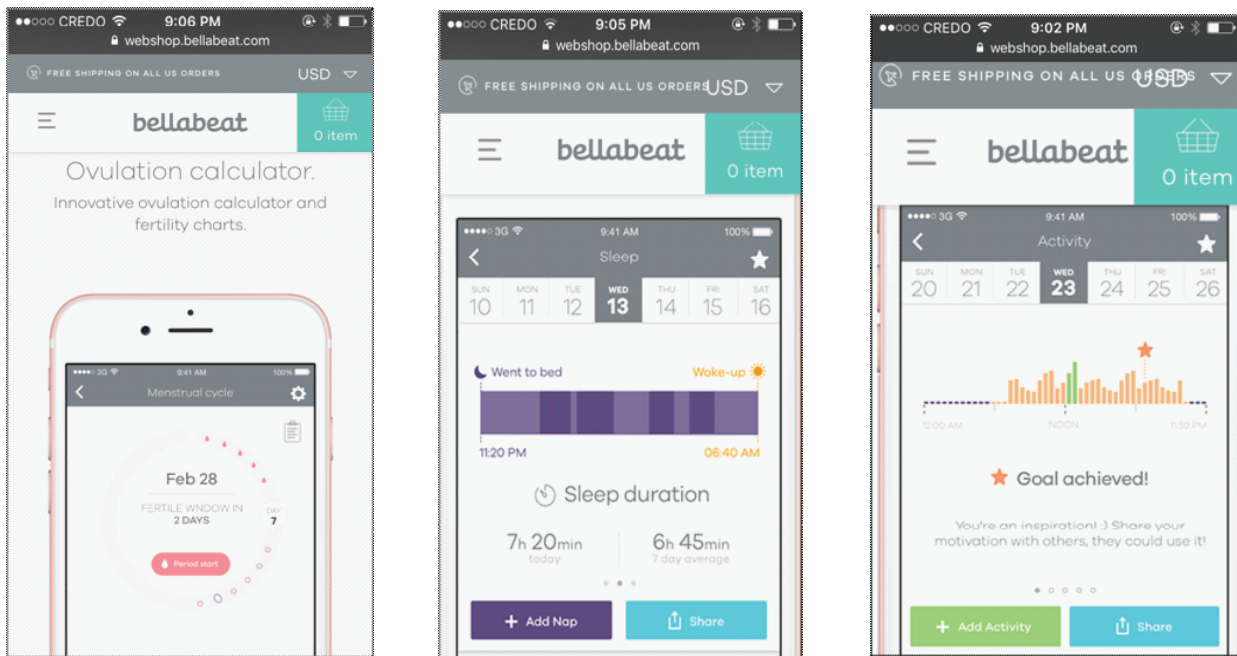 CREDO 9:06 PM
webshop.bellabeat.com
FREE SHIPPING ON ALL US ORDERS USD
bellabeat
0 item
Ovulation calculator.
Innovative ovulation calculator and
fertility charts.
3G 9:41 AM 100%
Menstrual cycle
Feb 28
FERTILE WNDOW IN
2 DAYS
DAY
7
Period start
CREDO 9:05 PM
webshop.bellabeat.com
FREE SHIPPING ON ALL US ORDERS USD
bellabeat
0 item
3G 9:41 AM 100%
Sleep
SUN MON TUE WED THU FRI SAT
10 11 12 13 14 15 16
Went to bed Woke-up
11:20 PM 06:40 AM
Sleep duration
7h 20min 6h 45min
today 7 day average
+ Add Nap Share
CREDO 9:02 PM
webshop.bellabeat.com
FREE SHIPPING ON ALL US ORDERS USD
bellabeat
0 item
3G 9:41 AM 100%
Activity
SUN MON TUE WED THU FRI SAT
20 21 22 23 24 25 26
12:00 AM NOON 11:59 PM
Goal achieved!
You're an inspiration! :) Share your
motivation with others, they could use it!
+ Add Activity Share